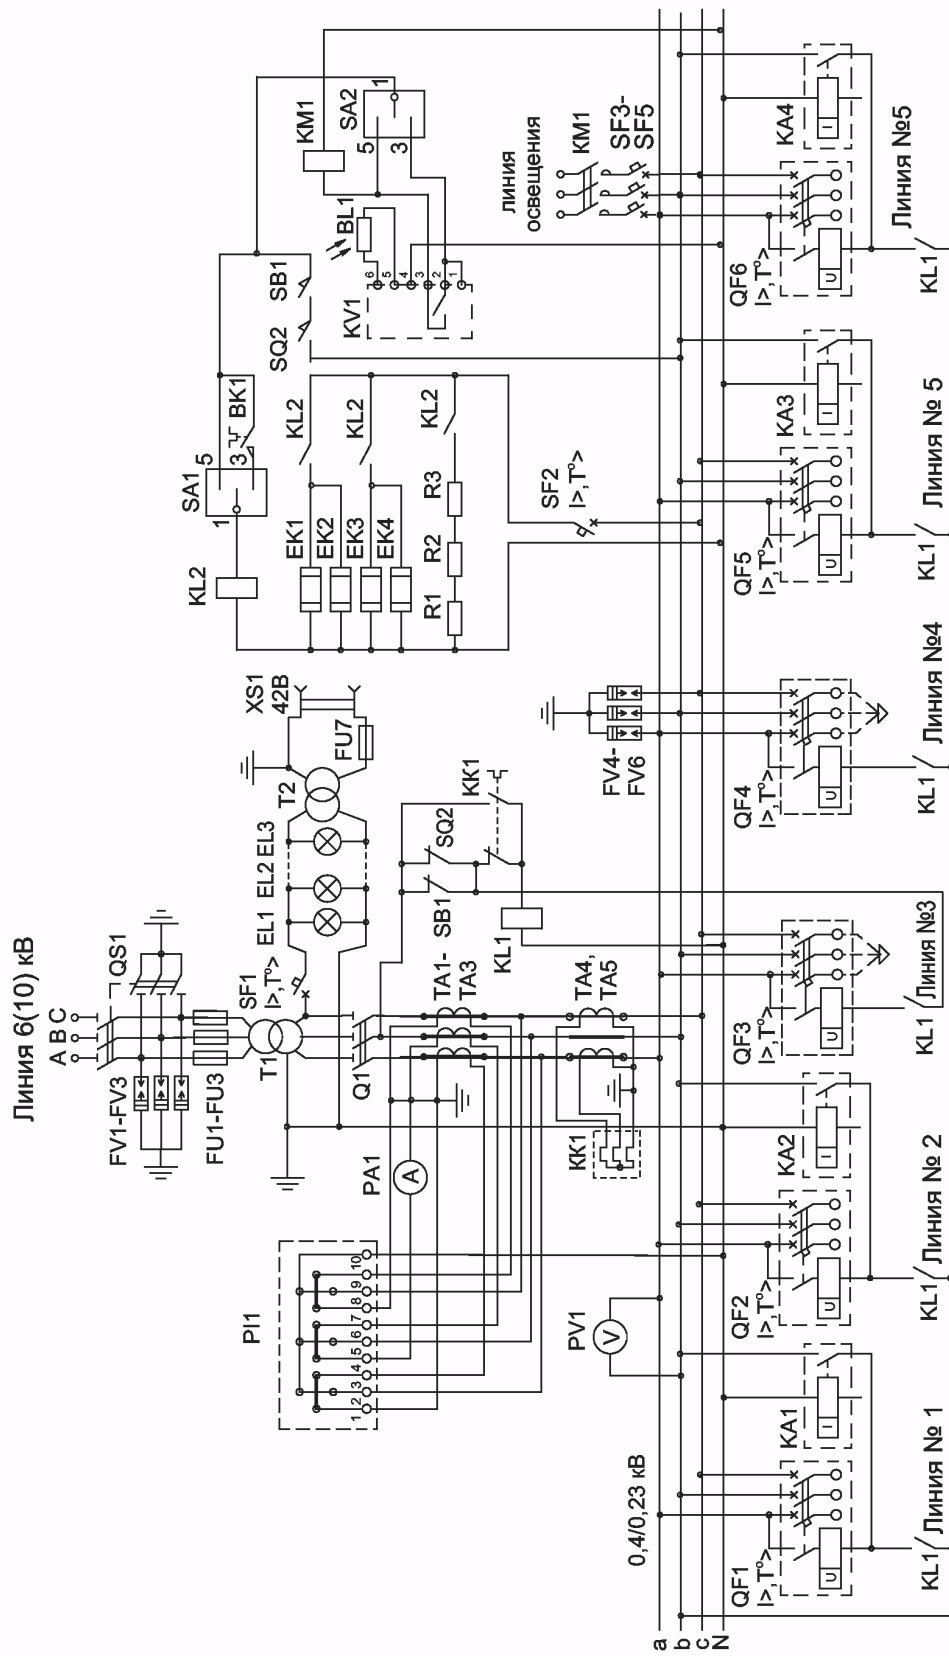 Линия 6(10) кВ
A B C
QS1
FV1-FV3
FU1-FU3
T1
SF1
I>,T°>
Q1
EL1 EL2 EL3
T2
FU7
XS1
42В
PI1
1 2 3 4 5 6 7 8 9 10
PA1
A
TA1-
TA3
SB1
SQ2
KK1
KL1
TA4,
TA5
KK1
FV4-
FV6
PV1
V
SA1
1
5
3
BK1
KL2
EK1
EK2
EK3
EK4
KL2
KL2
KL2
R1
R2
R3
SF2
I>,T°>
SB1
SQ2
KV1
6 5 4 3 2 1
BL1
KM1
SA2
1
5
3
линия
освещения
KM1
SF3-
SF5
0,4/0,23 кВ
a
b
c
N
QF1
I>,T°>
U
KA1
I
KL1
Линия № 1
QF2
I>,T°>
U
KA2
I
KL1
Линия № 2
QF3
I>,T°>
U
KL1
Линия №3
QF4
I>,T°>
U
KL1
Линия №4
QF5
I>,T°>
U
KA3
I
KL1
Линия № 5
QF6
I>,T°>
U
KA4
I
KL1
Линия №5